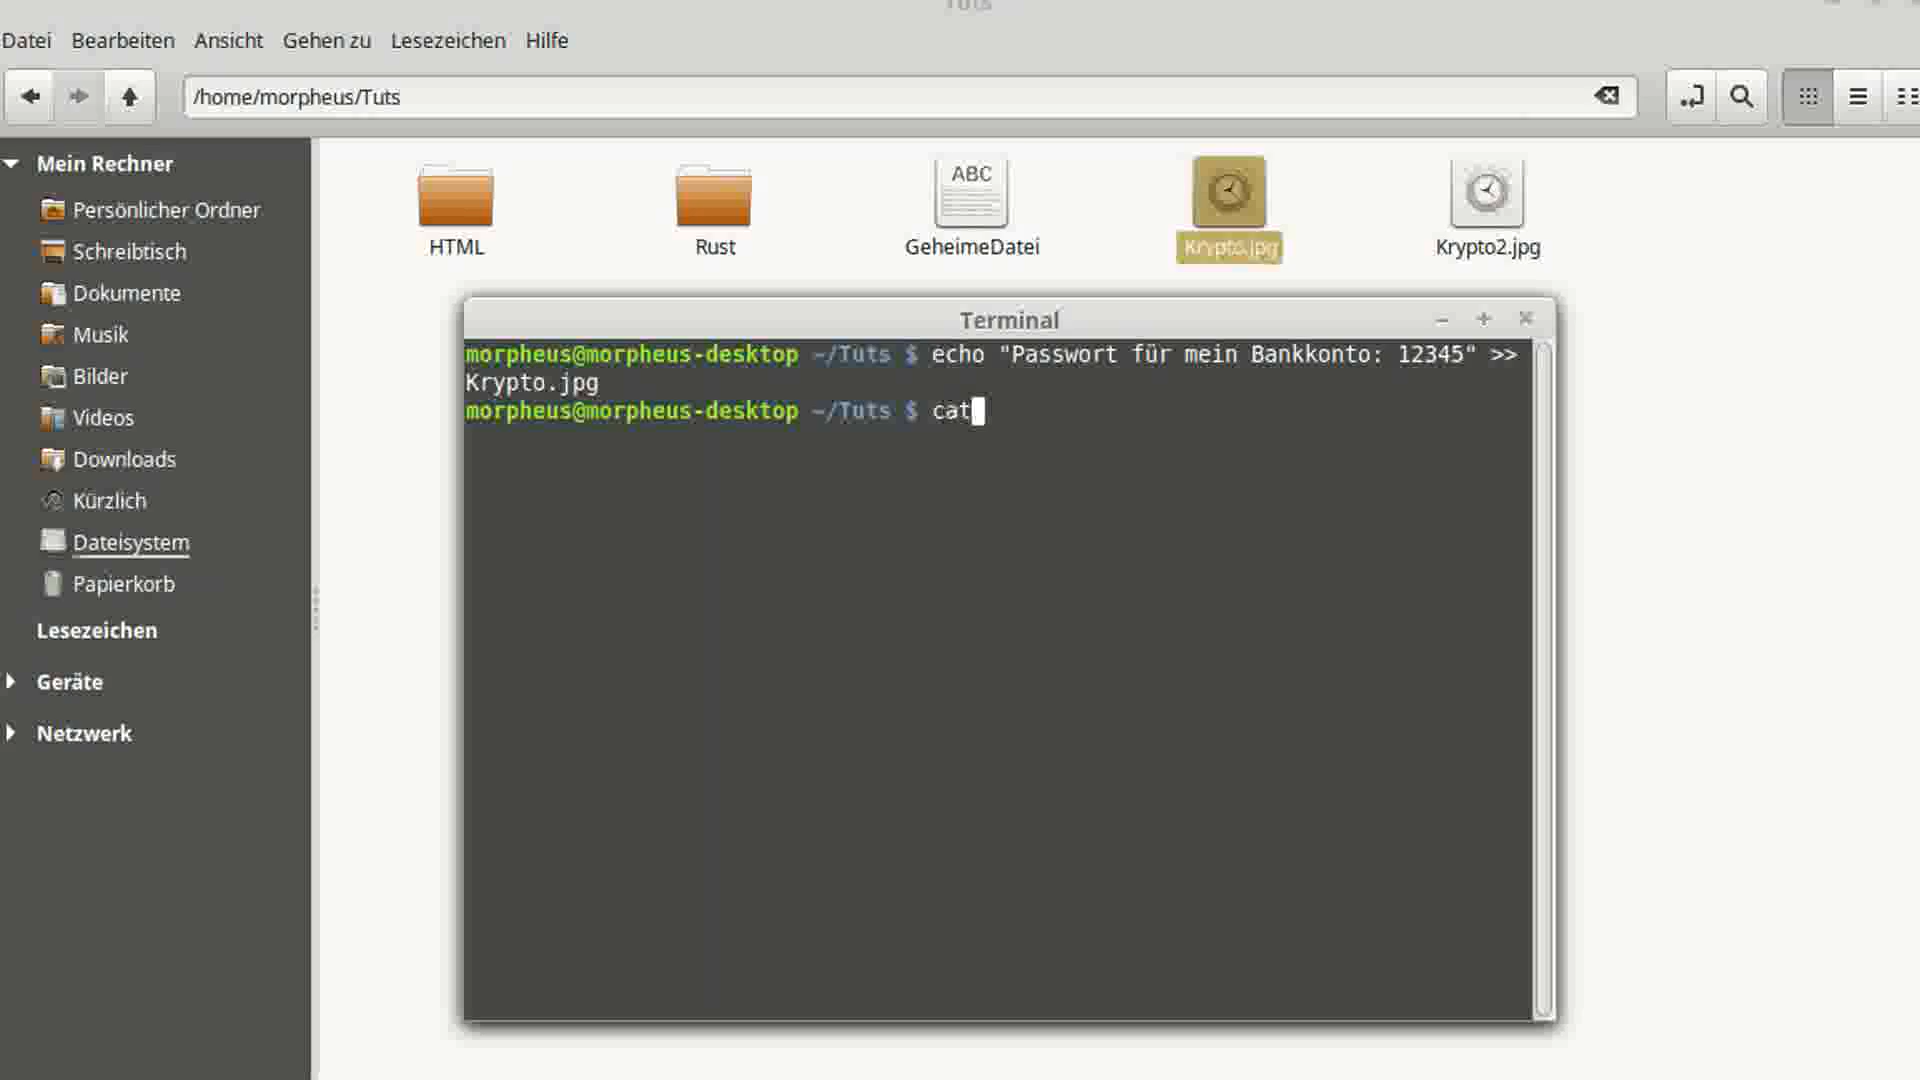 Tuts
Datei Bearbeiten Ansicht Gehen zu Lesezeichen Hilfe
/home/morpheus/Tuts
Mein Rechner
Persönlicher Ordner
Schreibtisch
Dokumente
Musik
Bilder
Videos
Downloads
Kürzlich
Dateisystem
Papierkorb
Lesezeichen
Geräte
Netzwerk
HTML
Rust
ABC
GeheimeDatei
Krypto.jpg
Krypto2.jpg
Terminal
morpheus@morpheus-desktop ~/Tuts $ echo "Passwort für mein Bankkonto: 12345" >>
Krypto.jpg
morpheus@morpheus-desktop ~/Tuts $ cat